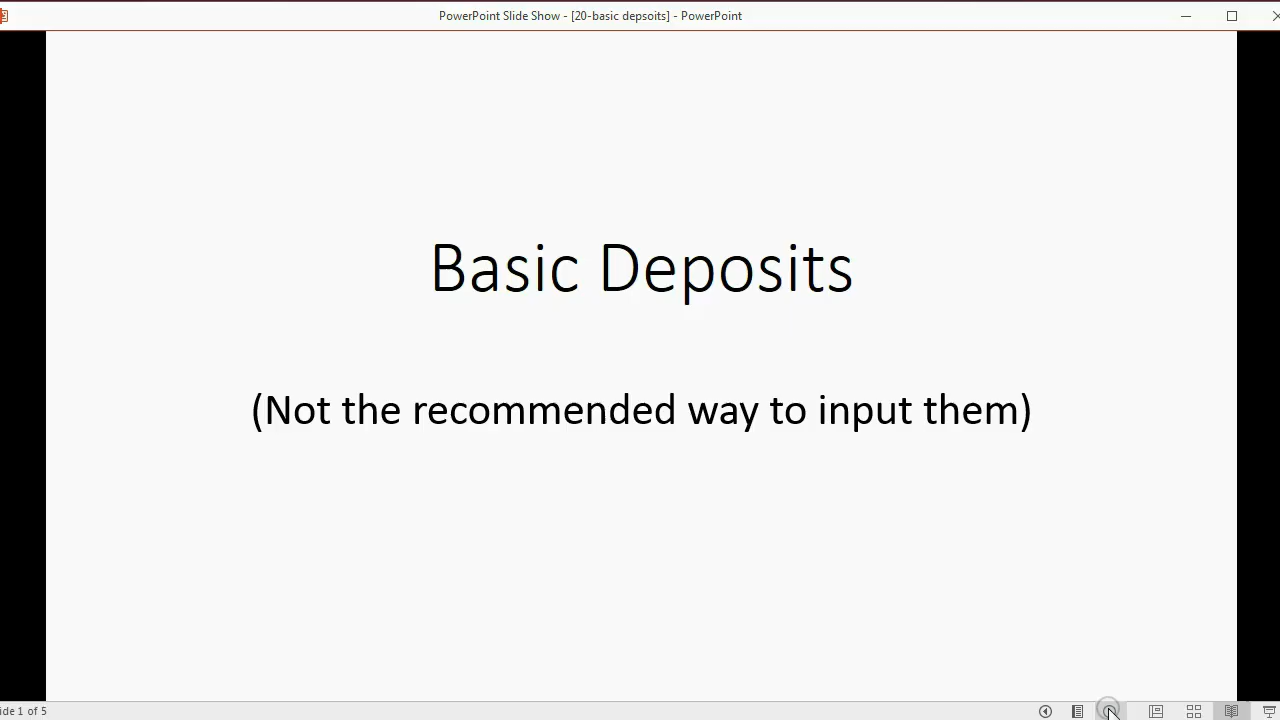 PowerPoint Slide Show - [20-basic depsoits] - PowerPoint
Basic Deposits
(Not the recommended way to input them)
ide 1 of 5